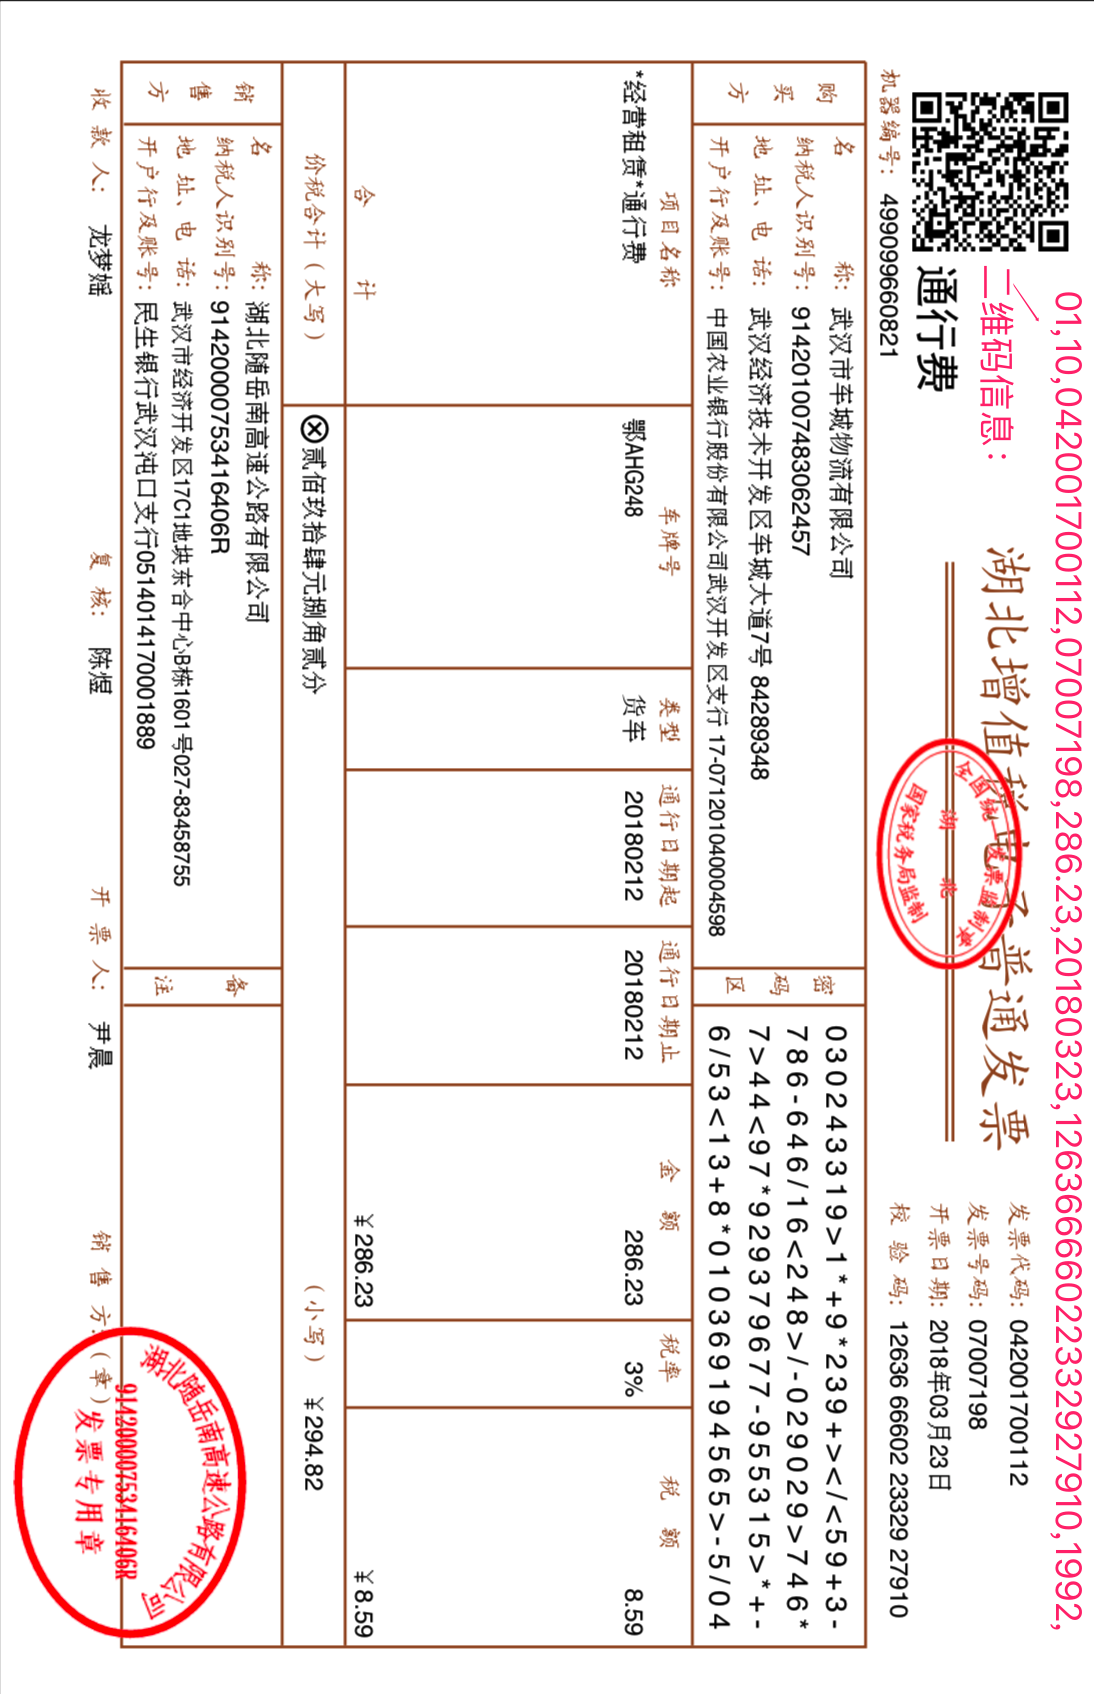 01,10,042001700112,07007198,286.23,20180323,126366660223332927910,1992,
二维码信息：
通行费
湖北增值税电子普通发票
全国统一发票监制章
湖北
国家税务局监制
机器编号： 499099660821
发票代码： 042001700112
发票号码： 07007198
开票日期： 2018年03月23日
校 验 码： 12636 66602 23329 27910
购买方
名 称： 武汉市车城物流有限公司
纳税人识别号： 914201007483062457
地 址、电 话： 武汉经济技术开发区车城大道7号 84289348
开户行及账号： 中国农业银行股份有限公司武汉开发区支行 17-071201040004598
密码区
030243319>1*+9*239+></<59+3-
786-646/16<248>/-029029>746*
7>44<97*929379677-955315>*+-
6/53<13+8*010369194565>-5/04
项目名称 车牌号 类型 通行日期起 通行日期止 金 额 税率 税 额
*经营租赁*通行费 鄂AHG248 货车 20180212 20180212 286.23 3% 8.59
合 计 ￥286.23 ￥8.59
价税合计（大写） ⊗贰佰玖拾肆元捌角贰分 （小写） ￥294.82
销售方
名 称： 湖北随岳南高速公路有限公司
纳税人识别号： 91420000753416406R
地 址、电 话： 武汉市经济开发区17C1地块东合中心B栋1601号027-83458755
开户行及账号： 民生银行武汉沌口支行0514014170001889
备注
收 款 人： 龙梦婳 复 核： 陈煜 开 票 人： 尹晨 销 售 方：（章）
湖北随岳南高速公路有限公司
91420000753416406R
发票专用章